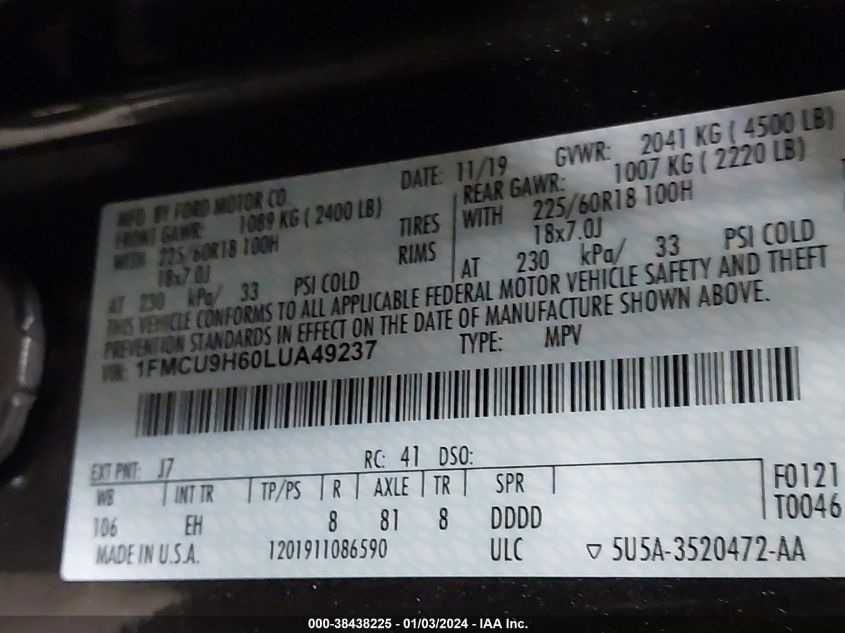 MFD. BY FORD MOTOR CO. DATE: 11/19 GVWR: 2041 KG ( 4500 LB)
FRONT GAWR: 1089 KG ( 2400 LB) REAR GAWR: 1007 KG ( 2220 LB)
WITH 225/60R18 100H TIRES WITH 225/60R18 100H
18x7.0J RIMS 18x7.0J
AT 230 kPa/ 33 PSI COLD AT 230 kPa/ 33 PSI COLD
THIS VEHICLE CONFORMS TO ALL APPLICABLE FEDERAL MOTOR VEHICLE SAFETY AND THEFT
PREVENTION STANDARDS IN EFFECT ON THE DATE OF MANUFACTURE SHOWN ABOVE.
VIN: 1FMCU9H60LUA49237 TYPE: MPV
EXT PNT: J7 RC: 41 DSO:
WB INT TR TP/PS R AXLE TR SPR F0121
106 EH 8 81 8 DDDD T0046
MADE IN U.S.A. 1201911086590 ULC ▽ 5U5A-3520472-AA
000-38438225 - 01/03/2024 - IAA Inc.